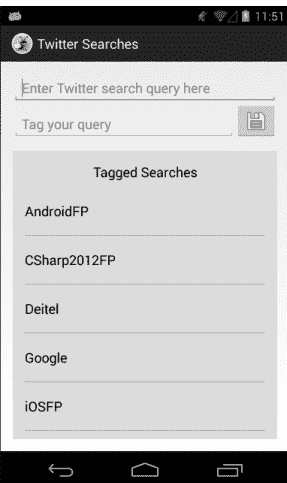 11:51
Twitter Searches
Enter Twitter search query here
Tag your query
Tagged Searches
AndroidFP
CSharp2012FP
Deitel
Google
iOSFP